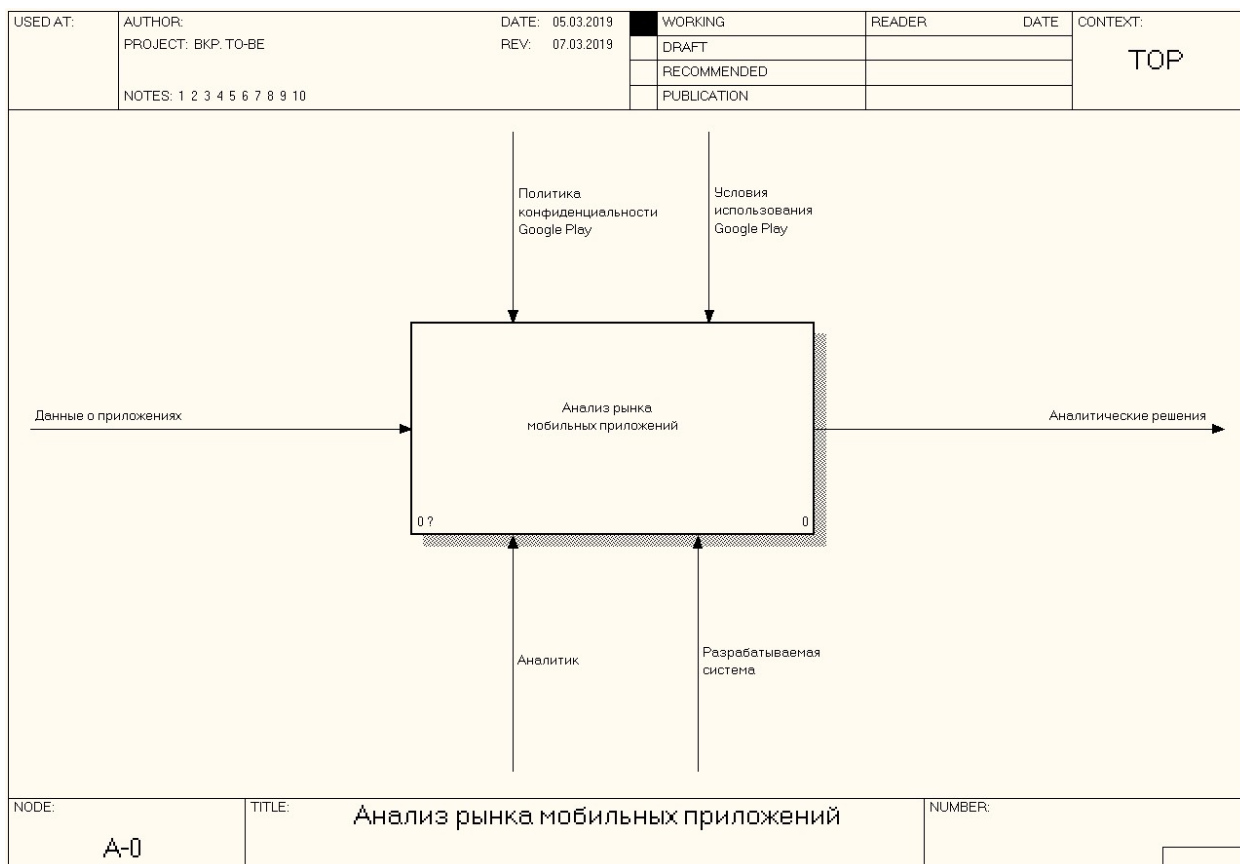 USED AT:
AUTHOR:
DATE: 05.03.2019
PROJECT: ВКР. TO-BE
REV: 07.03.2019
NOTES: 1 2 3 4 5 6 7 8 9 10
WORKING
DRAFT
RECOMMENDED
PUBLICATION
READER DATE
CONTEXT:
TOP
Политика
конфиденциальности
Google Play
Условия
использования
Google Play
Данные о приложениях
Анализ рынка
мобильных приложений
0 ?
0
Аналитические решения
Аналитик
Разрабатываемая
система
NODE:
A-0
TITLE:
Анализ рынка мобильных приложений
NUMBER: